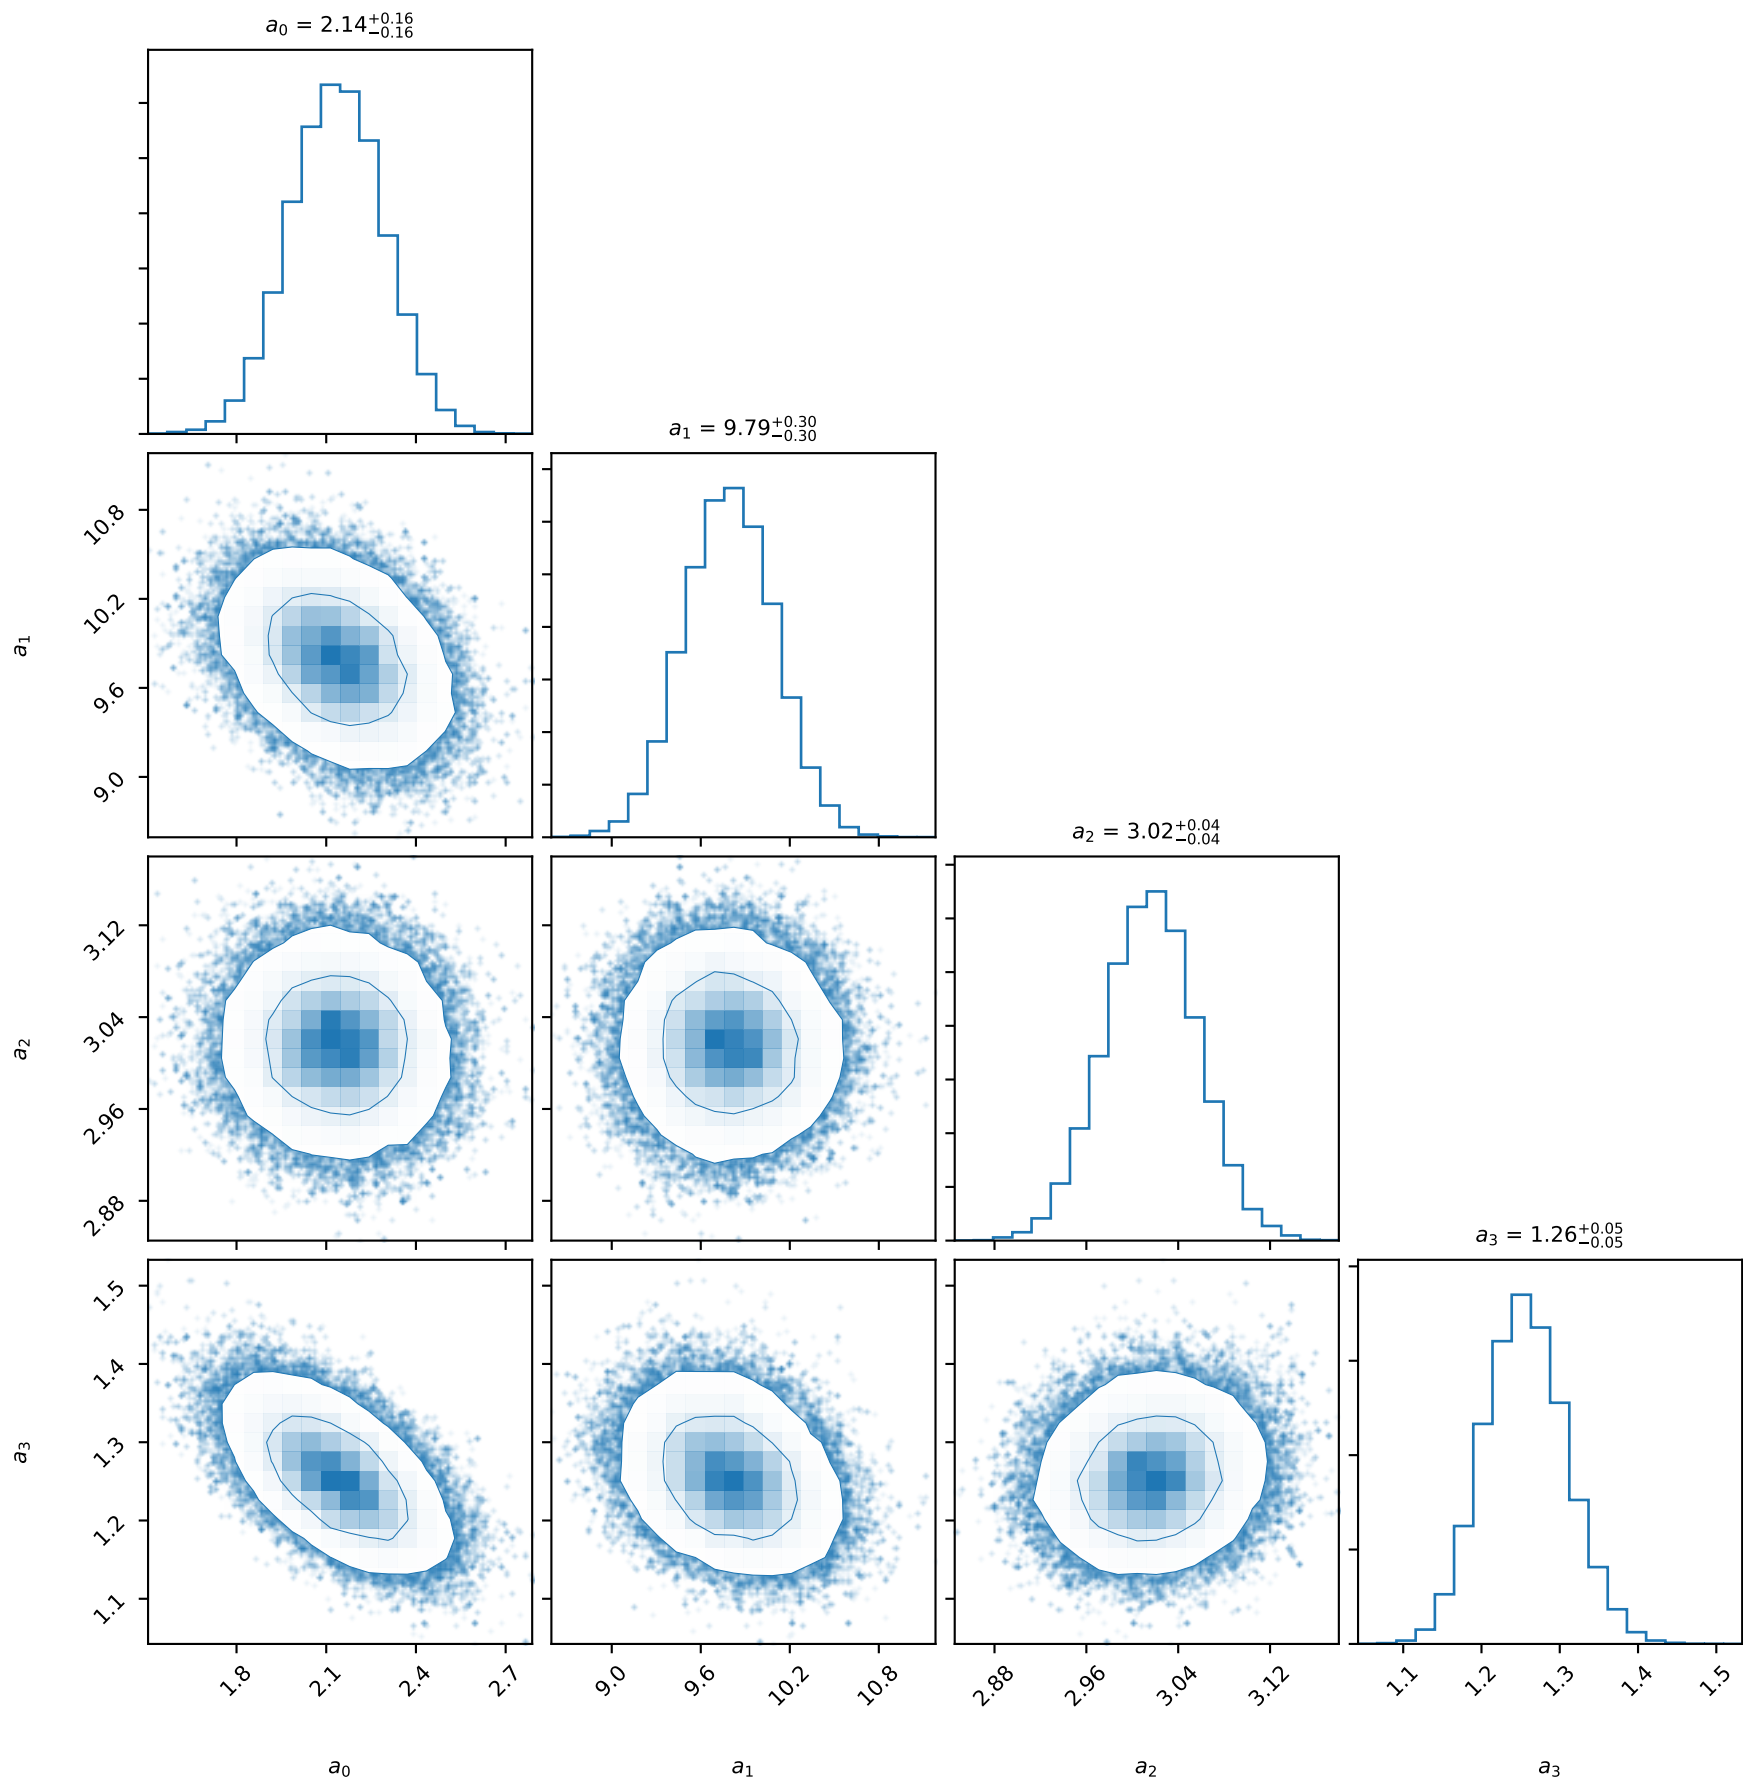 a₀ = 2.14⁺⁰·¹⁶₋₀.₁₆
a₁ = 9.79⁺⁰·³⁰₋₀.₃₀
10.8
10.2
9.6
9.0
a₁
a₂ = 3.02⁺⁰·⁰⁴₋₀.₀₄
3.12
3.04
2.96
2.88
a₂
a₃ = 1.26⁺⁰·⁰⁵₋₀.₀₅
1.5
1.4
1.3
1.2
1.1
a₃
1.8 2.1 2.4 2.7 9.0 9.6 10.2 10.8 2.88 2.96 3.04 3.12 1.1 1.2 1.3 1.4 1.5
a₀ a₁ a₂ a₃